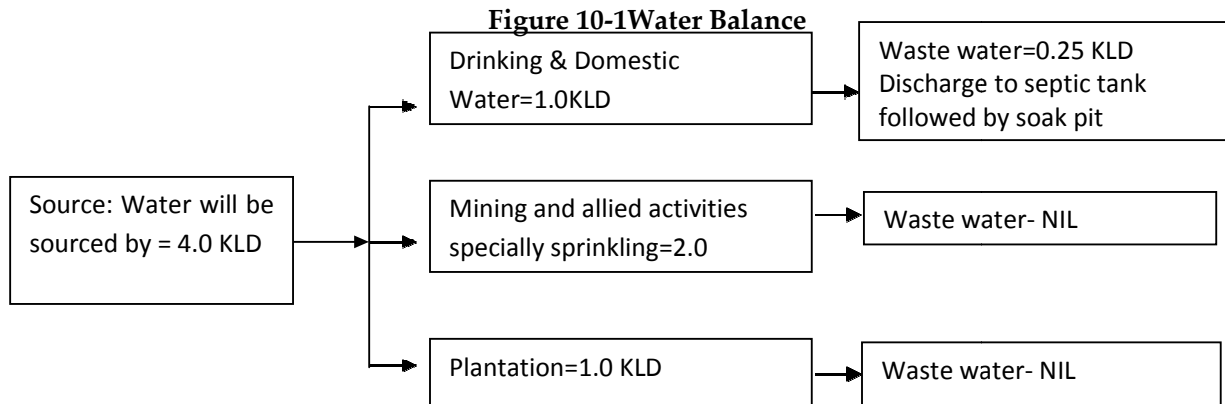 Figure 10-1Water Balance
Drinking & Domestic
Water=1.0KLD
Waste water=0.25 KLD
Discharge to septic tank
followed by soak pit
Source: Water will be
sourced by = 4.0 KLD
Mining and allied activities
specially sprinkling=2.0
Waste water- NIL
Plantation=1.0 KLD
Waste water- NIL